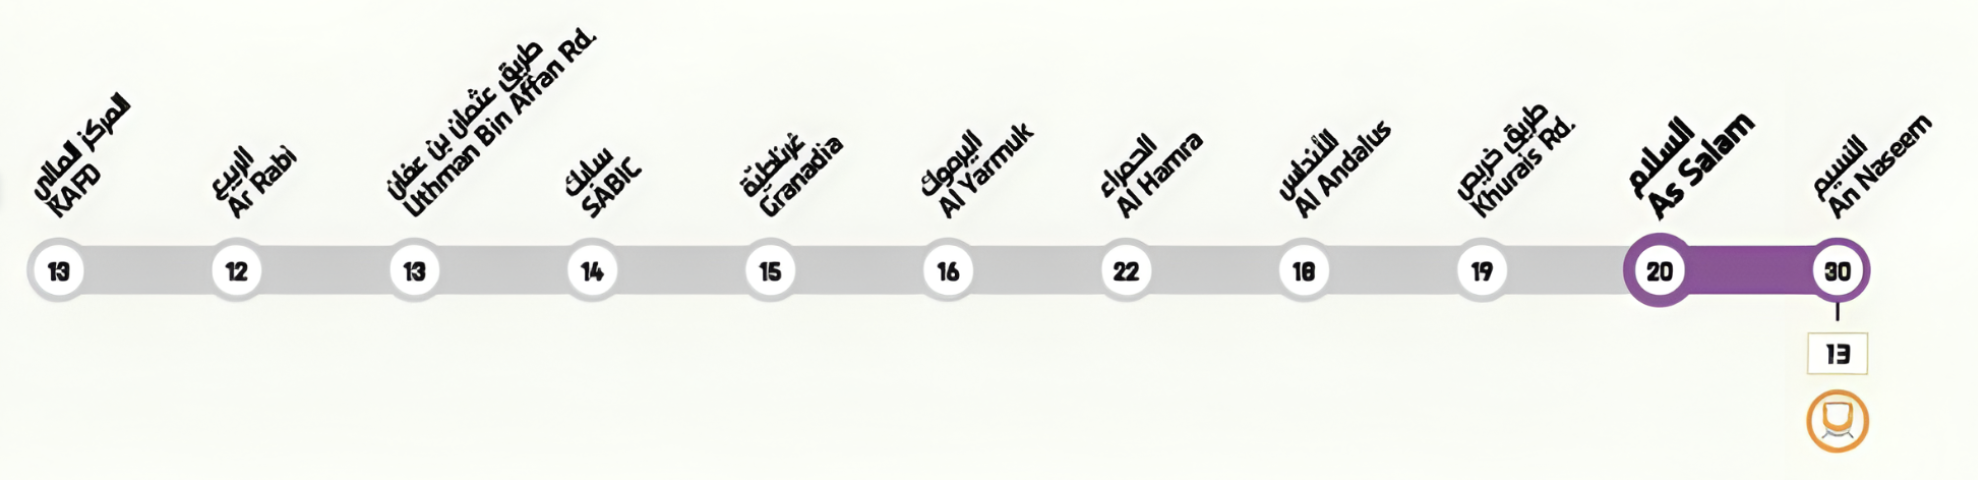 المركز المالي
KAFD
الربيع
Ar Rabi
طريق عثمان بن عفان
Uthman Bin Affan Rd.
سابك
SABIC
غرناطة
Granadia
اليرموك
Al Yarmuk
الحمراء
Al Hamra
الأندلس
Al Andalus
طريق خريص
Khurais Rd.
السلام
As Salam
النسيم
An Naseem
13
12
13
14
15
16
22
18
19
20
30
13